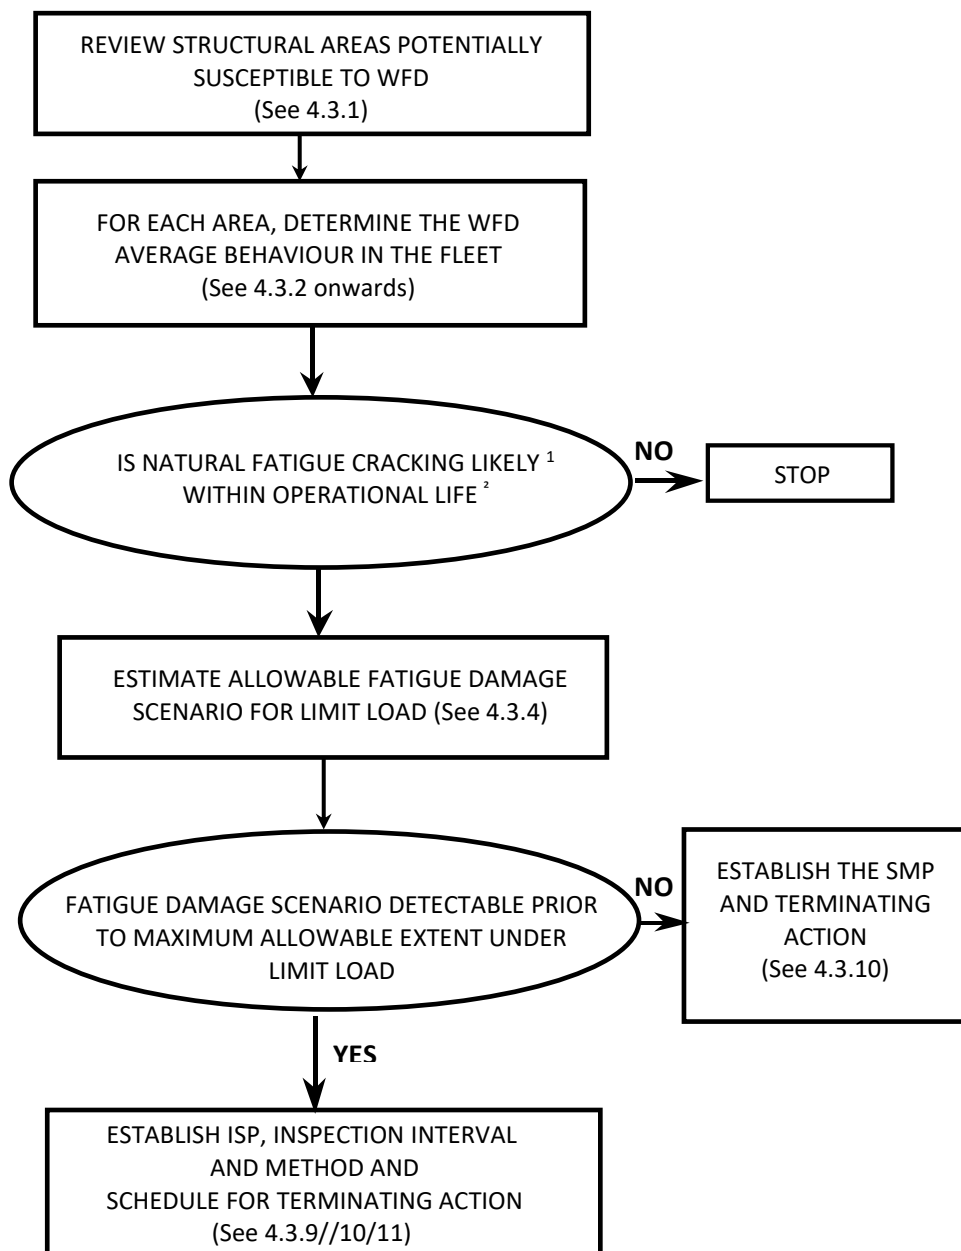 REVIEW STRUCTURAL AREAS POTENTIALLY
SUSCEPTIBLE TO WFD
(See 4.3.1)
FOR EACH AREA, DETERMINE THE WFD
AVERAGE BEHAVIOUR IN THE FLEET
(See 4.3.2 onwards)
IS NATURAL FATIGUE CRACKING LIKELY ¹
WITHIN OPERATIONAL LIFE ²
NO
STOP
ESTIMATE ALLOWABLE FATIGUE DAMAGE
SCENARIO FOR LIMIT LOAD (See 4.3.4)
FATIGUE DAMAGE SCENARIO DETECTABLE PRIOR
TO MAXIMUM ALLOWABLE EXTENT UNDER
LIMIT LOAD
NO
ESTABLISH THE SMP
AND TERMINATING
ACTION
(See 4.3.10)
YES
ESTABLISH ISP, INSPECTION INTERVAL
AND METHOD AND
SCHEDULE FOR TERMINATING ACTION
(See 4.3.9//10/11)